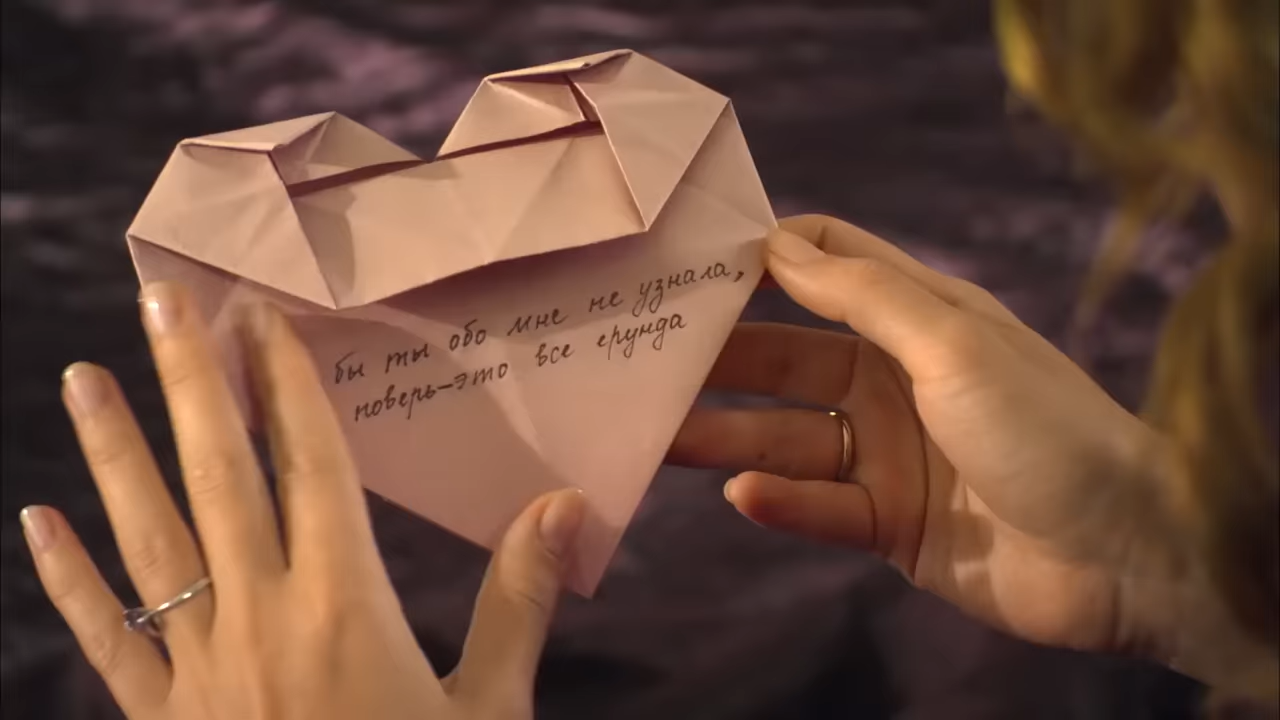 бы ты обо мне не узнала,
поверь-это все ерунда